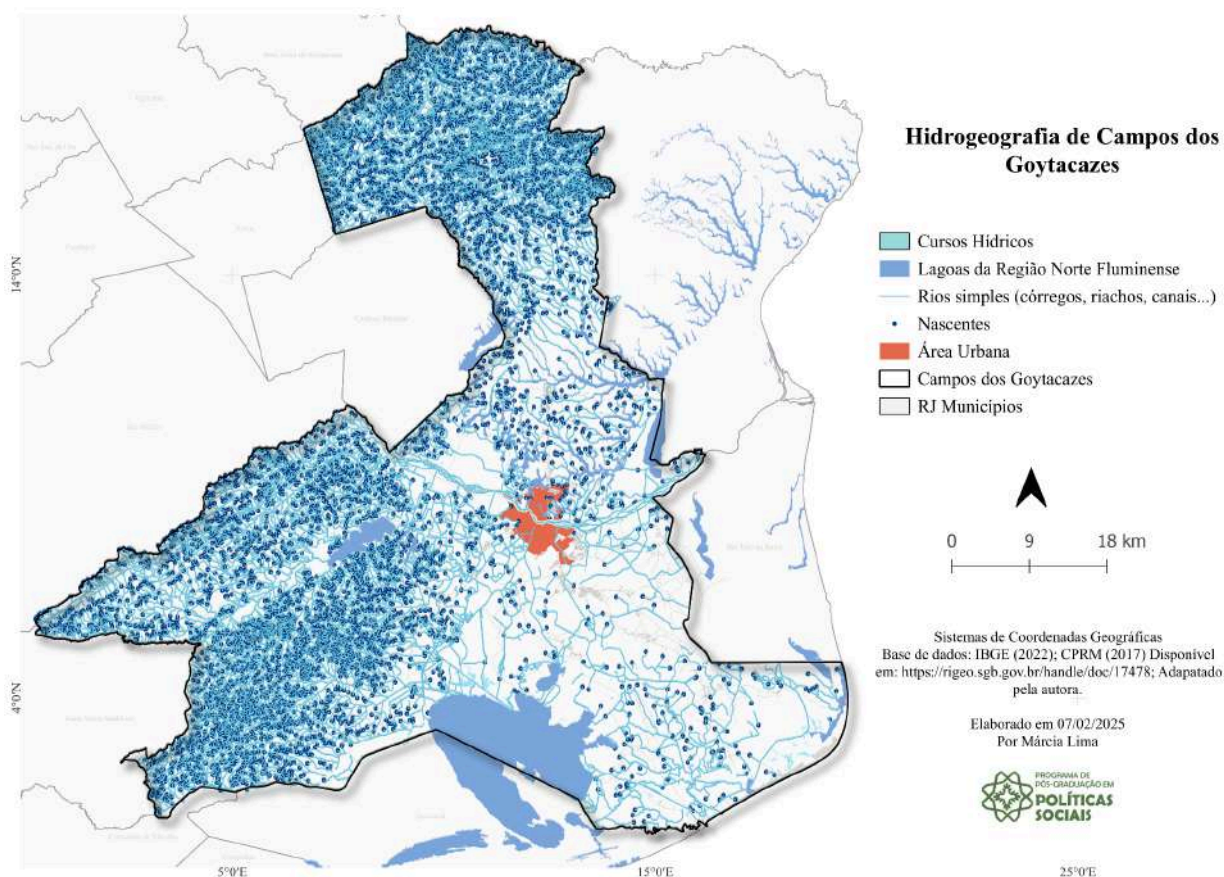 Hidrogeografia de Campos dos
Goytacazes
Cursos Hídricos
Lagoas da Região Norte Fluminense
Rios simples (córregos, riachos, canais...)
Nascentes
Área Urbana
Campos dos Goytacazes
RJ Municípios
0 9 18 km
Sistemas de Coordenadas Geográficas
Base de dados: IBGE (2022); CPRM (2017) Disponível
em: https://rigeo.sgb.gov.br/handle/doc/17478; Adapatado
pela autora.
Elaborado em 07/02/2025
Por Márcia Lima
PROGRAMA DE
PÓS-GRADUAÇÃO EM
POLÍTICAS
SOCIAIS
14°0'N
4°0'N
5°0'E
15°0'E
25°0'E